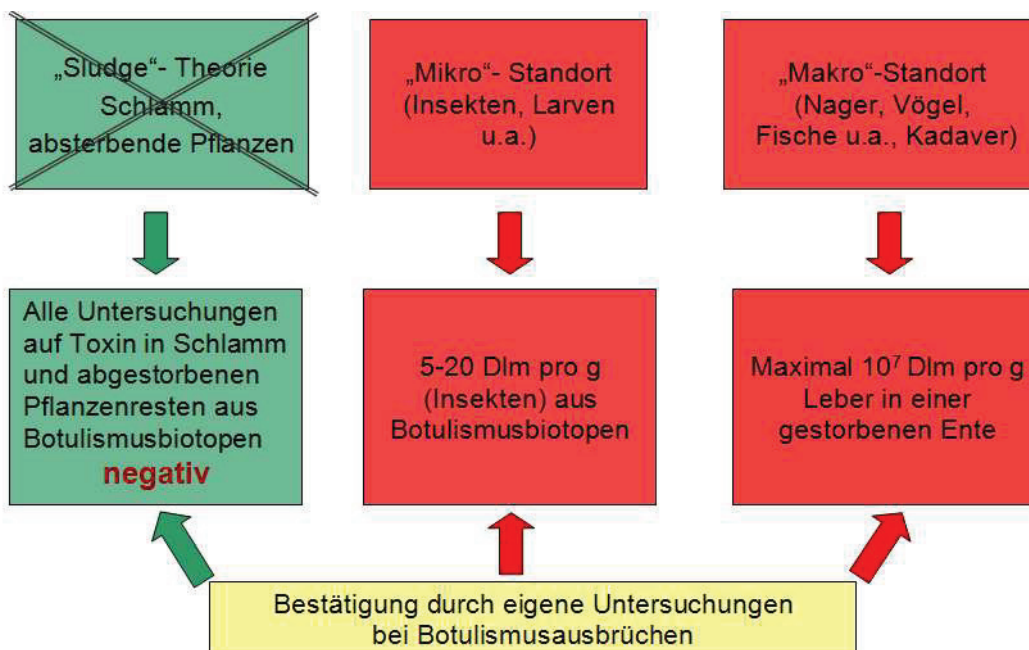 „Sludge“- Theorie
Schlamm,
absterbende Pflanzen
„Mikro“- Standort
(Insekten, Larven
u.a.)
„Makro“-Standort
(Nager, Vögel,
Fische u.a., Kadaver)
Alle Untersuchungen
auf Toxin in Schlamm
und abgestorbenen
Pflanzenresten aus
Botulismusbiotopen
negativ
5-20 Dlm pro g
(Insekten) aus
Botulismusbiotopen
Maximal 10⁷ Dlm pro g
Leber in einer
gestorbenen Ente
Bestätigung durch eigene Untersuchungen
bei Botulismusausbrüchen